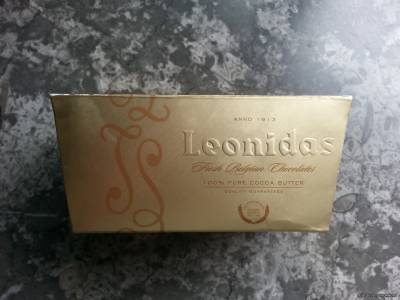 ANNO 1913
Leonidas
Fresh Belgian Chocolates
100% PURE COCOA BUTTER
QUALITY GUARANTEED